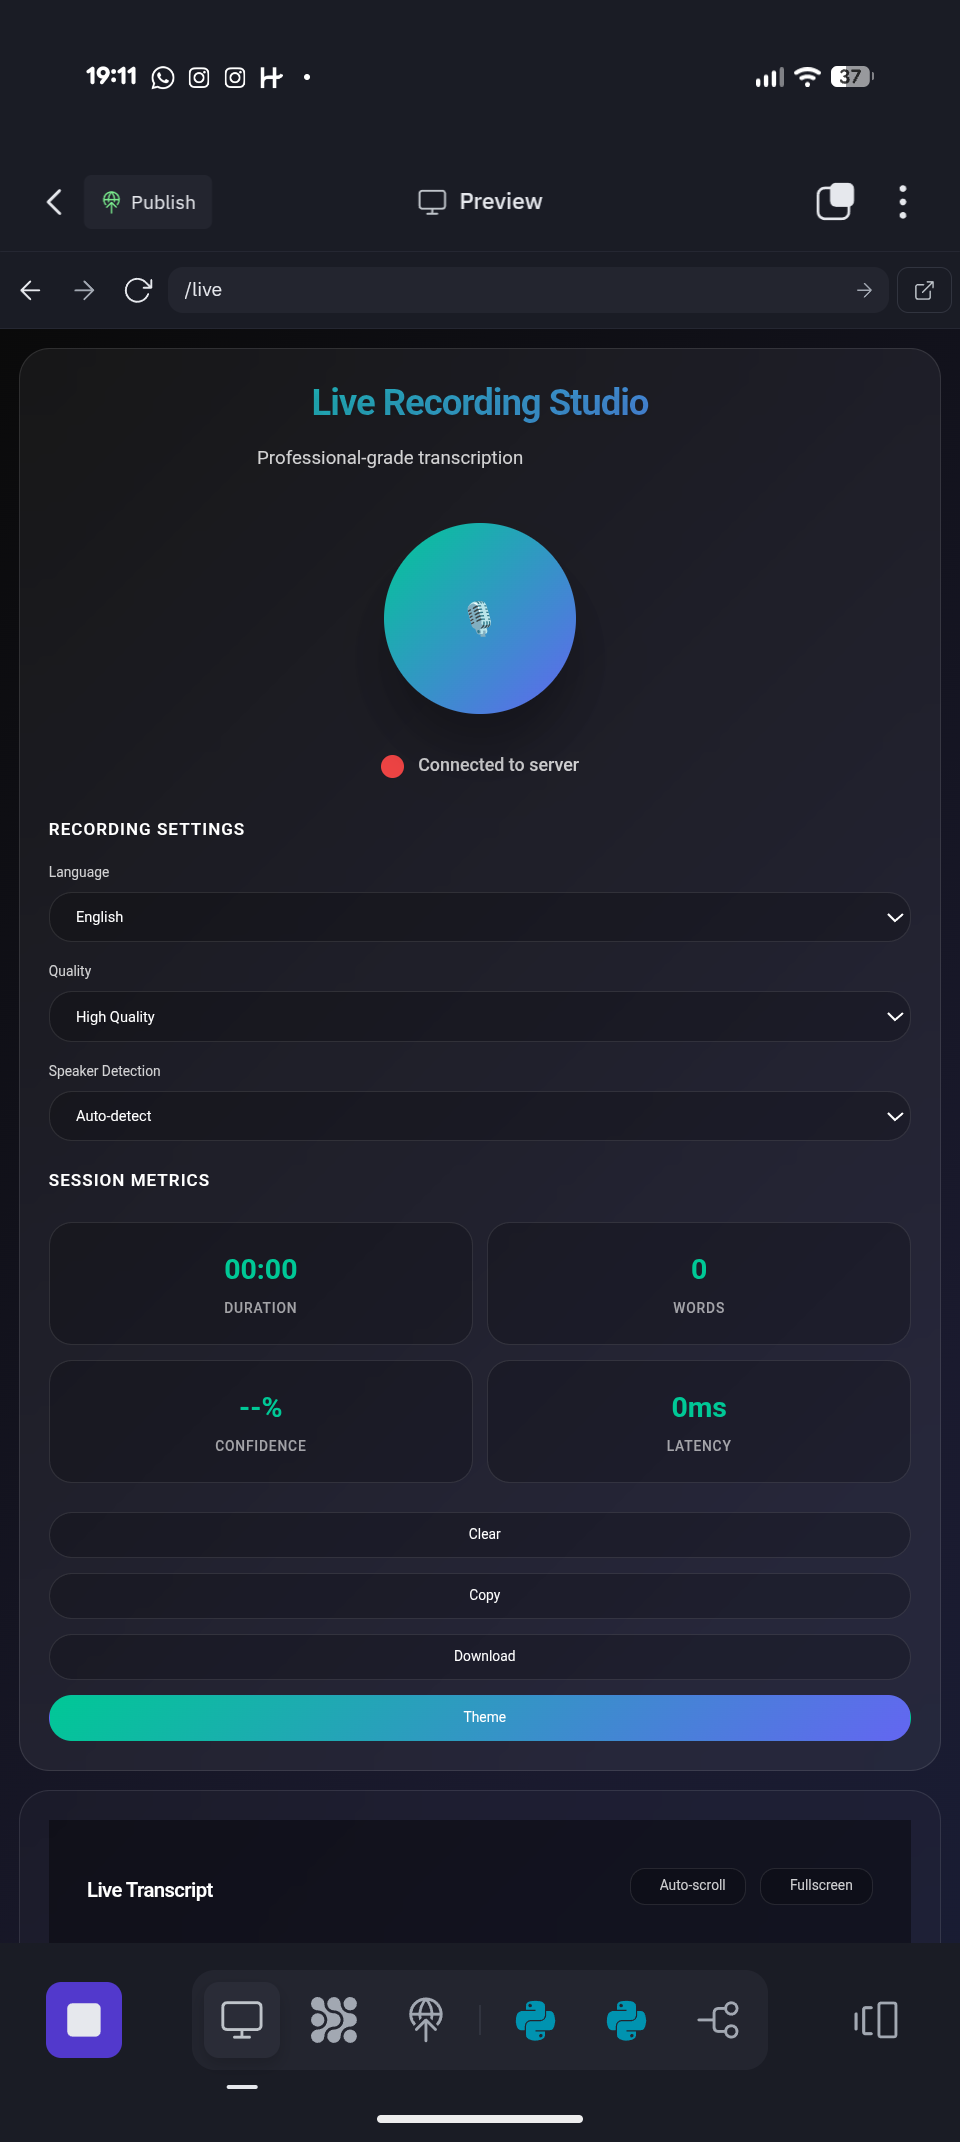 19:11
37
Publish
Preview
/live
Live Recording Studio
Professional-grade transcription
Connected to server
RECORDING SETTINGS
Language
English
Quality
High Quality
Speaker Detection
Auto-detect
SESSION METRICS
00:00
DURATION
0
WORDS
--%
CONFIDENCE
0ms
LATENCY
Clear
Copy
Download
Theme
Live Transcript
Auto-scroll
Fullscreen